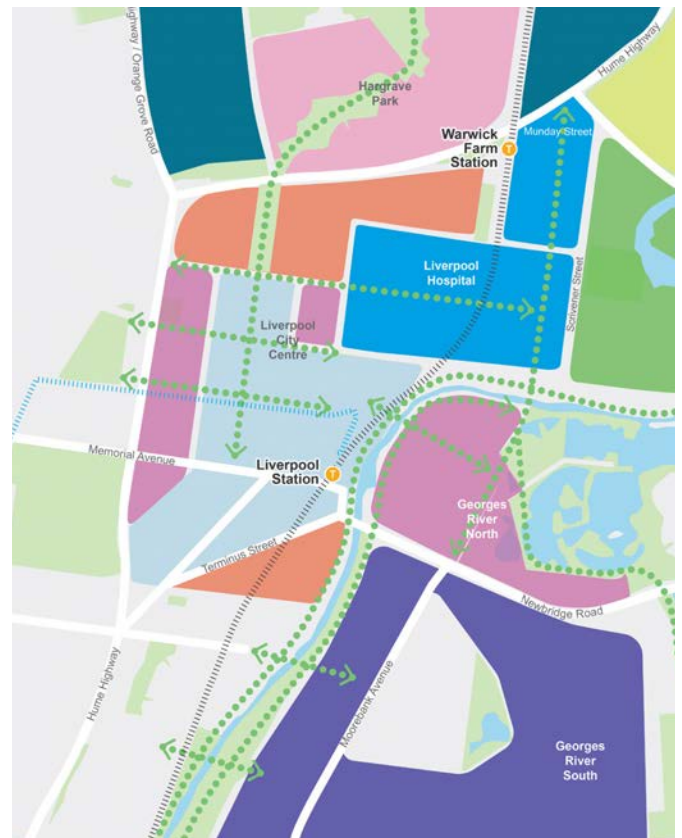 Highway / Orange Grove Road
Hume Highway
Hargrave
Park
Warwick
Farm
Station
T
Munday Street
Liverpool
Hospital
Scrivener Street
Liverpool
City
Centre
Memorial Avenue
Liverpool
Station
T
Georges
River
North
Terminus Street
Newbridge Road
Hume Highway
Moorebank Avenue
Georges
River
South